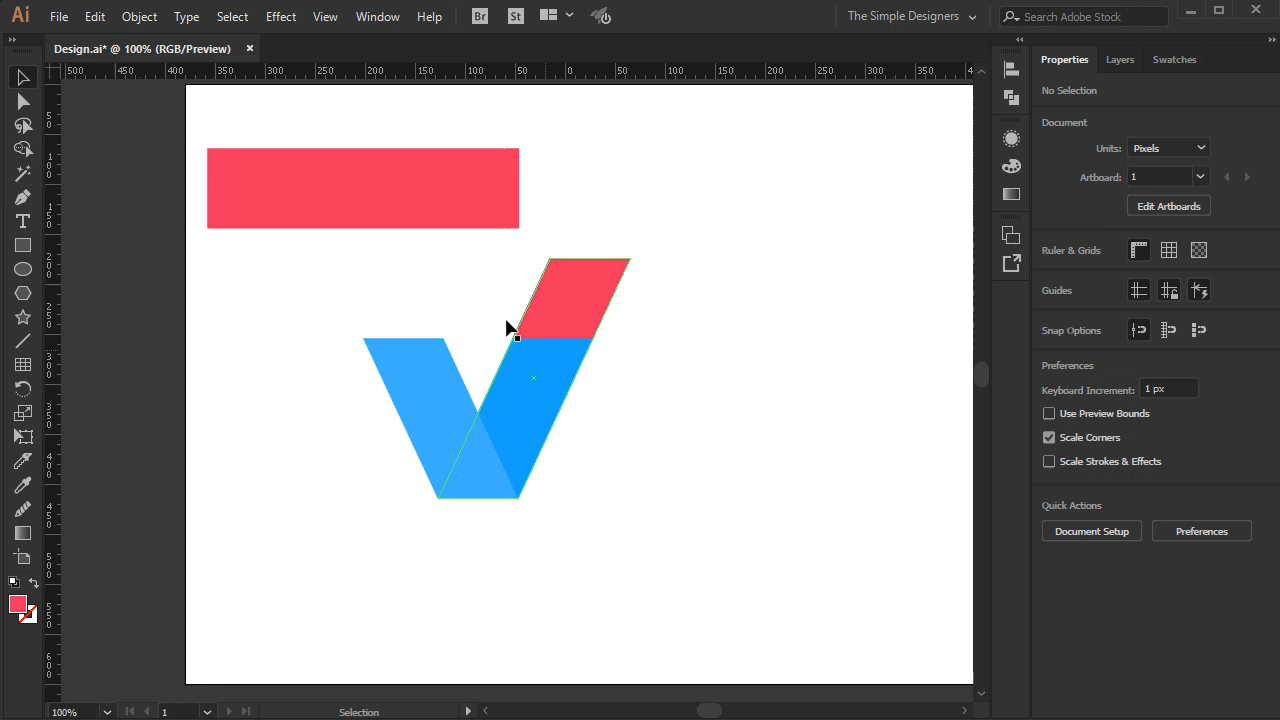 Ai File Edit Object Type Select Effect View Window Help Br St The Simple Designers Search Adobe Stock
Design.ai* @ 100% (RGB/Preview) ×
500 450 400 350 300 250 200 150 100 50 0 50 100 150 200 250 300 350 4
50
100
150
200
250
300
350
400
450
500
550
600
Properties Layers Swatches
No Selection
Document
Units: Pixels
Artboard: 1
Edit Artboards
Ruler & Grids
Guides
Snap Options
Preferences
Keyboard Increment: 1 px
Use Preview Bounds
Scale Corners
Scale Strokes & Effects
Quick Actions
Document Setup Preferences
100% 1 Selection